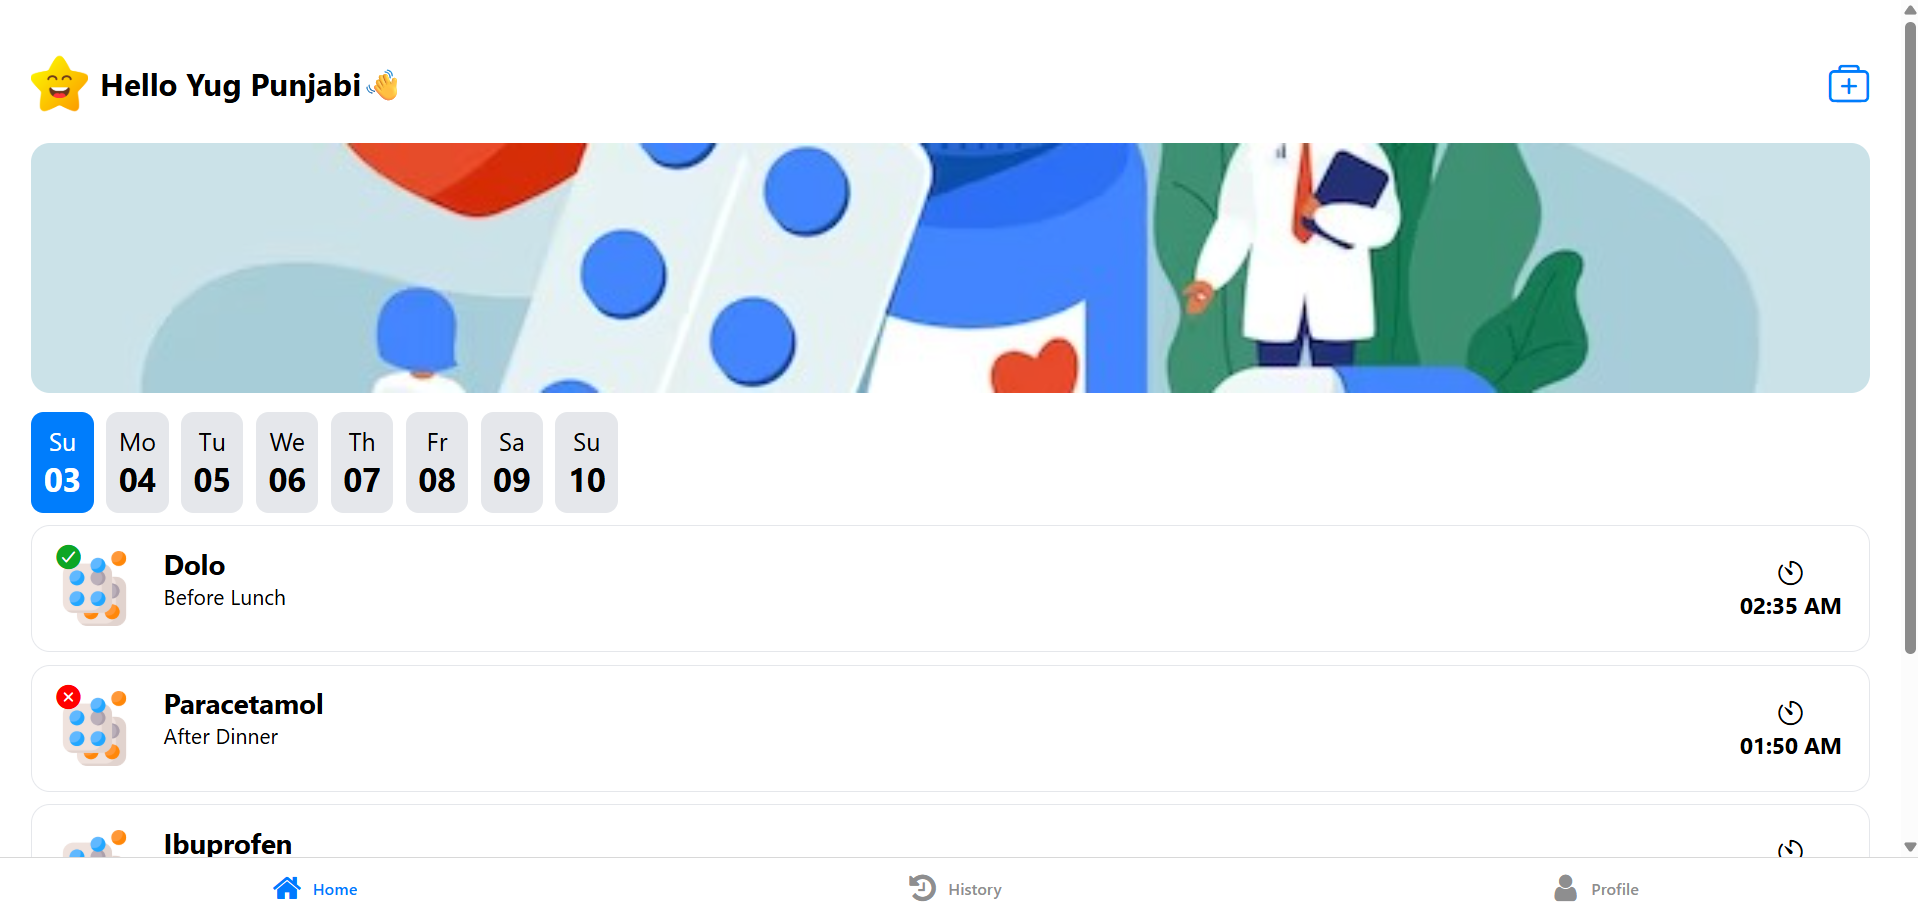 Hello Yug Punjabi👋
Su Mo Tu We Th Fr Sa Su
03 04 05 06 07 08 09 10
Dolo
Before Lunch
02:35 AM
Paracetamol
After Dinner
01:50 AM
Ibuprofen
Home History Profile